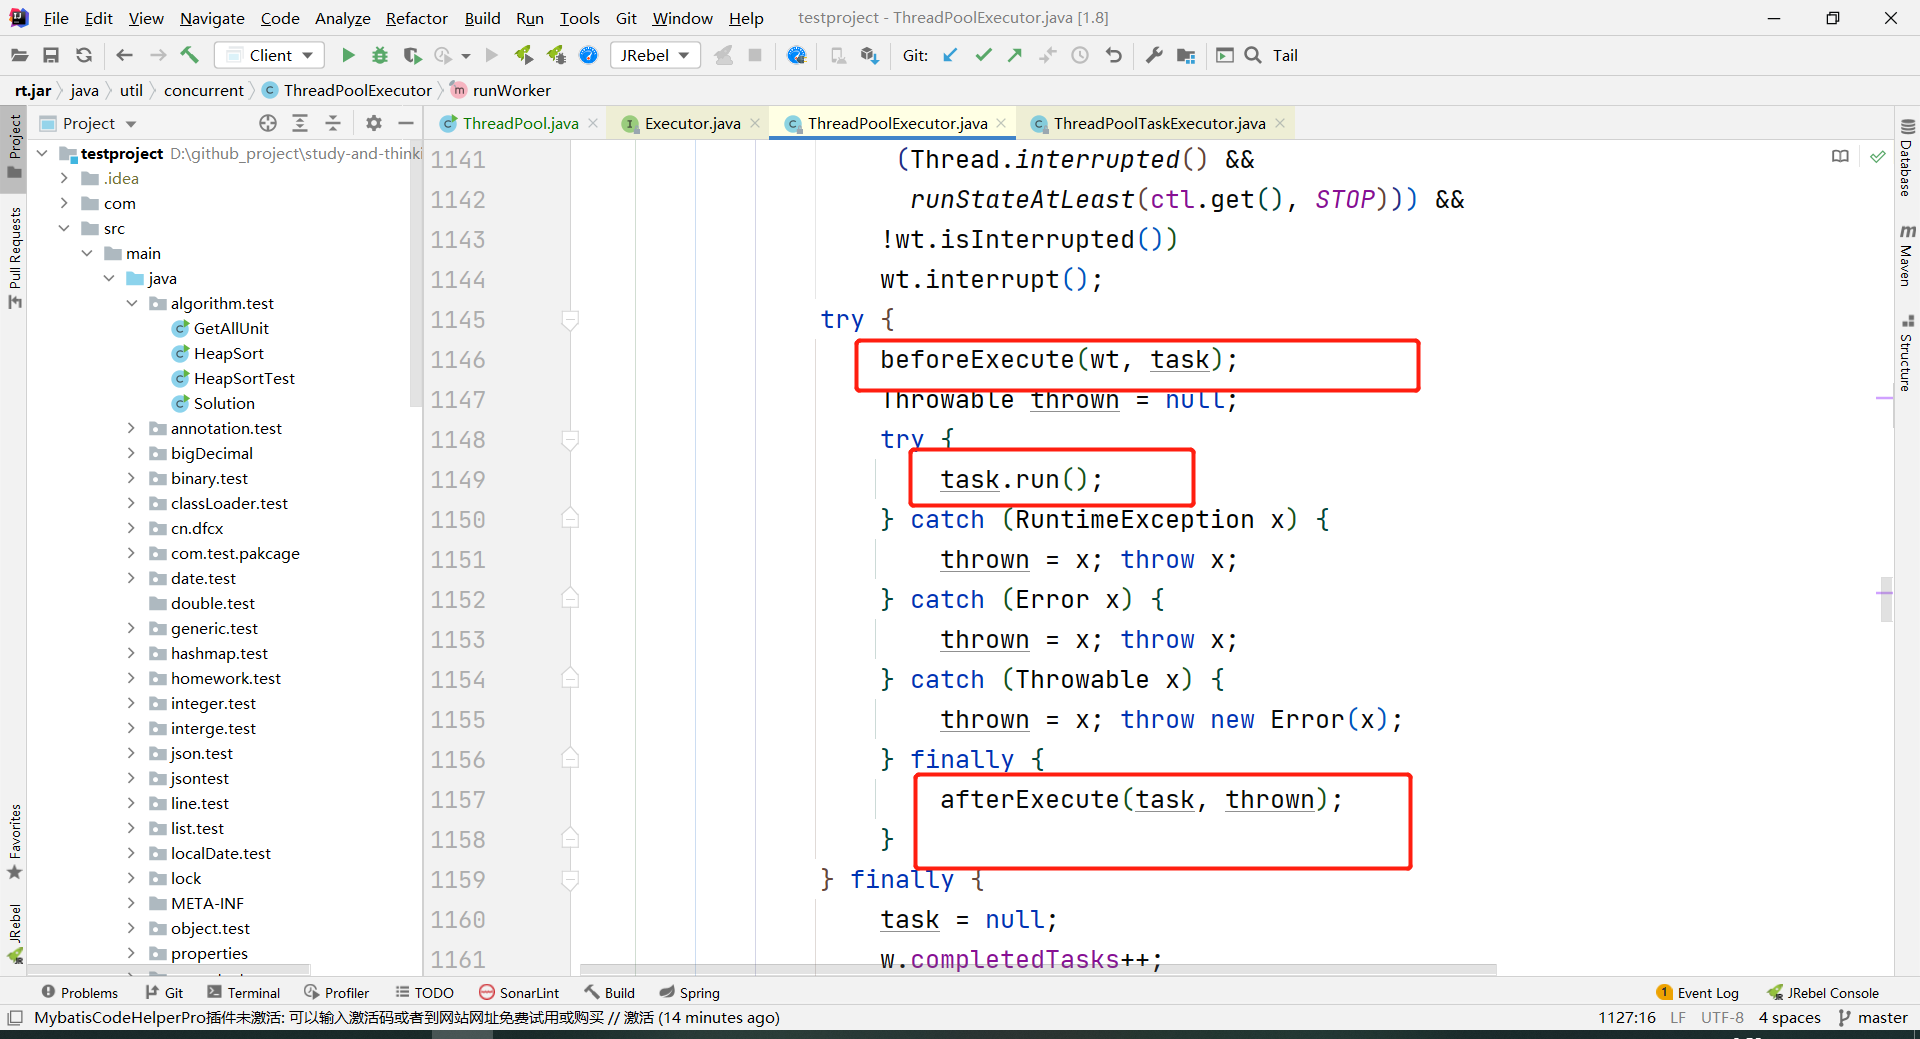 File Edit View Navigate Code Analyze Refactor Build Run Tools Git Window Help testproject - ThreadPoolExecutor.java [1.8]
Client JRebel Git: Tail
rt.jar java util concurrent ThreadPoolExecutor runWorker
Project
ThreadPool.java Executor.java ThreadPoolExecutor.java ThreadPoolTaskExecutor.java
testproject D:\github_project\study-and-thinki
.idea
com
src
main
java
algorithm.test
GetAllUnit
HeapSort
HeapSortTest
Solution
annotation.test
bigDecimal
binary.test
classLoader.test
cn.dfcx
com.test.pakcage
date.test
double.test
generic.test
hashmap.test
homework.test
integer.test
interge.test
json.test
jsontest
line.test
list.test
localDate.test
lock
META-INF
object.test
properties
1141 (Thread.interrupted() &&
1142 runStateAtLeast(ctl.get(), STOP))) &&
1143 !wt.isInterrupted())
1144 wt.interrupt();
1145 try {
1146 beforeExecute(wt, task);
1147 Throwable thrown = null;
1148 try {
1149 task.run();
1150 } catch (RuntimeException x) {
1151 thrown = x; throw x;
1152 } catch (Error x) {
1153 thrown = x; throw x;
1154 } catch (Throwable x) {
1155 thrown = x; throw new Error(x);
1156 } finally {
1157 afterExecute(task, thrown);
1158 }
1159 } finally {
1160 task = null;
1161 w.completedTasks++;
Project
Pull Requests
Favorites
JRebel
Database
Maven
Structure
Problems Git Terminal Profiler TODO SonarLint Build Spring 1 Event Log JRebel Console
MybatisCodeHelperPro插件未激活: 可以输入激活码或者到网站网址免费试用或购买 // 激活 (14 minutes ago) 1127:16 LF UTF-8 4 spaces master